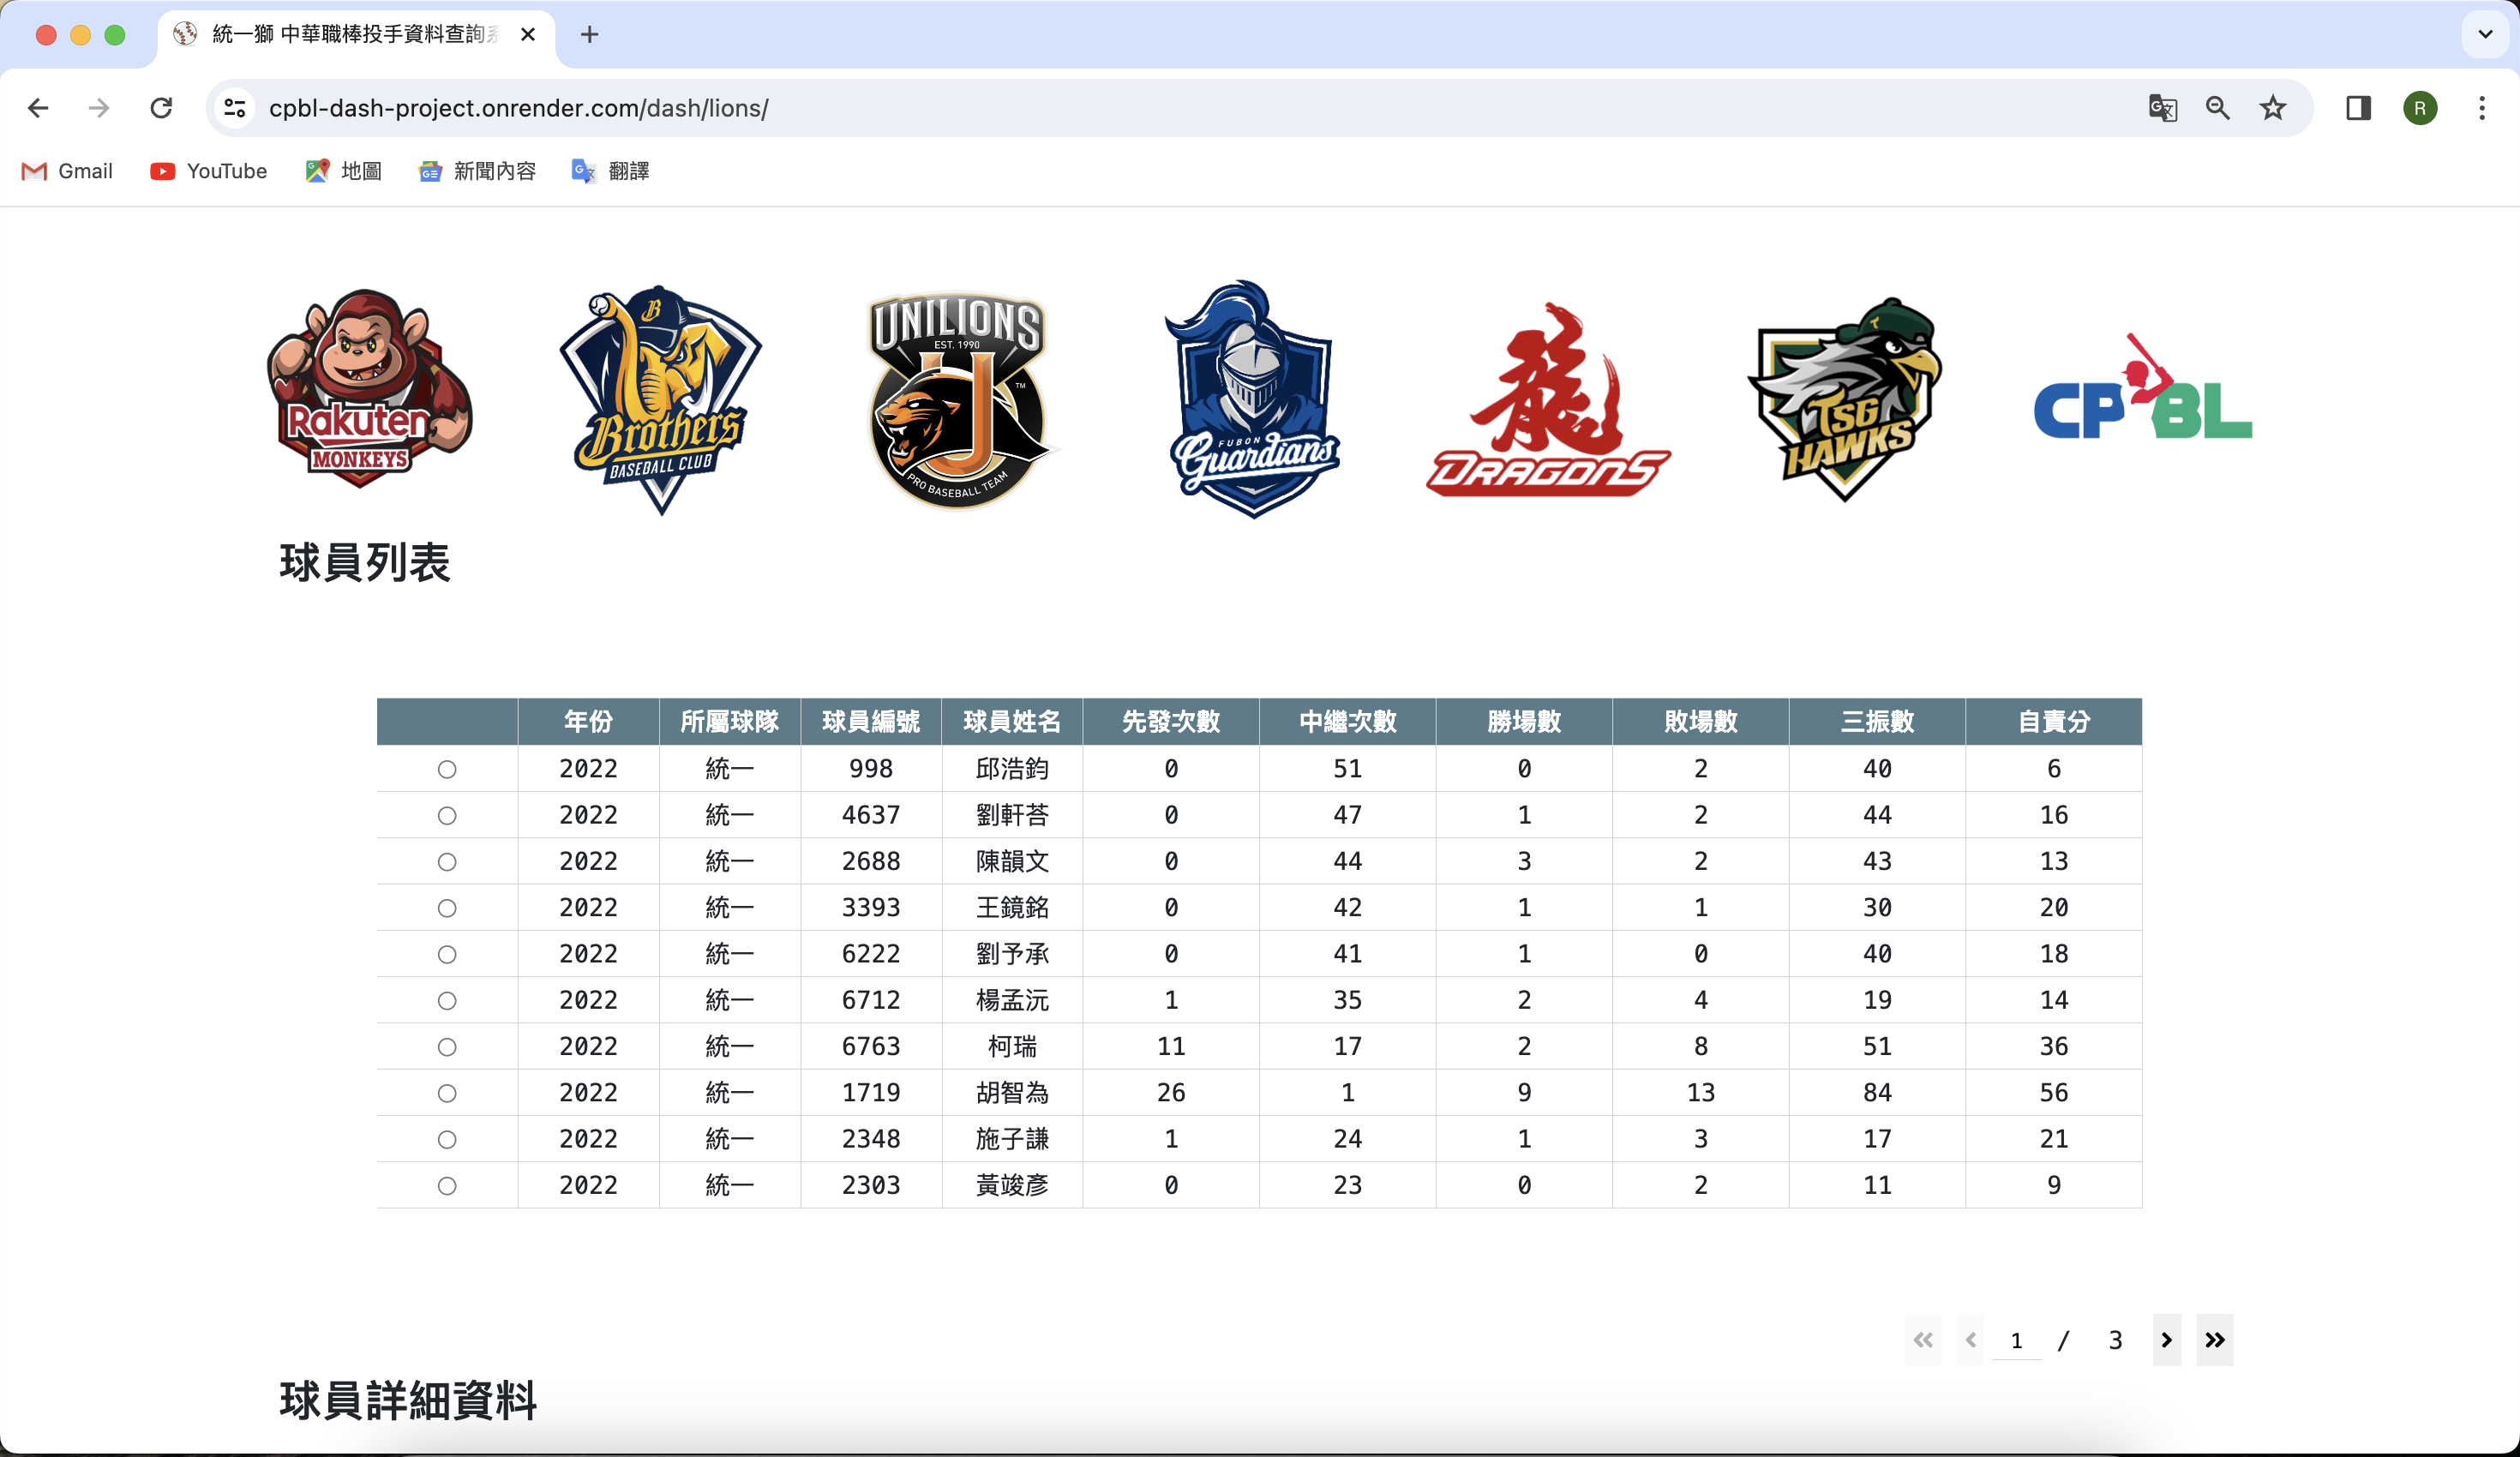 統一獅 中華職棒投手資料查詢系
cpbl-dash-project.onrender.com/dash/lions/
R
Gmail YouTube 地圖 新聞內容 翻譯
Rakuten
MONKEYS
B
Brothers
BASEBALL CLUB
UNILIONS
EST. 1990
TM
PRO BASEBALL TEAM
FUBON
Guardians
龍
DRAGONS
T
TSG
HAWKS
CPBL
球員列表
年份 所屬球隊 球員編號 球員姓名 先發次數 中繼次數 勝場數 敗場數 三振數 自責分
2022 統一 998 邱浩鈞 0 51 0 2 40 6
2022 統一 4637 劉軒荅 0 47 1 2 44 16
2022 統一 2688 陳韻文 0 44 3 2 43 13
2022 統一 3393 王鏡銘 0 42 1 1 30 20
2022 統一 6222 劉予承 0 41 1 0 40 18
2022 統一 6712 楊孟沅 1 35 2 4 19 14
2022 統一 6763 柯瑞 11 17 2 8 51 36
2022 統一 1719 胡智為 26 1 9 13 84 56
2022 統一 2348 施子謙 1 24 1 3 17 21
2022 統一 2303 黃竣彥 0 23 0 2 11 9
1 / 3
球員詳細資料